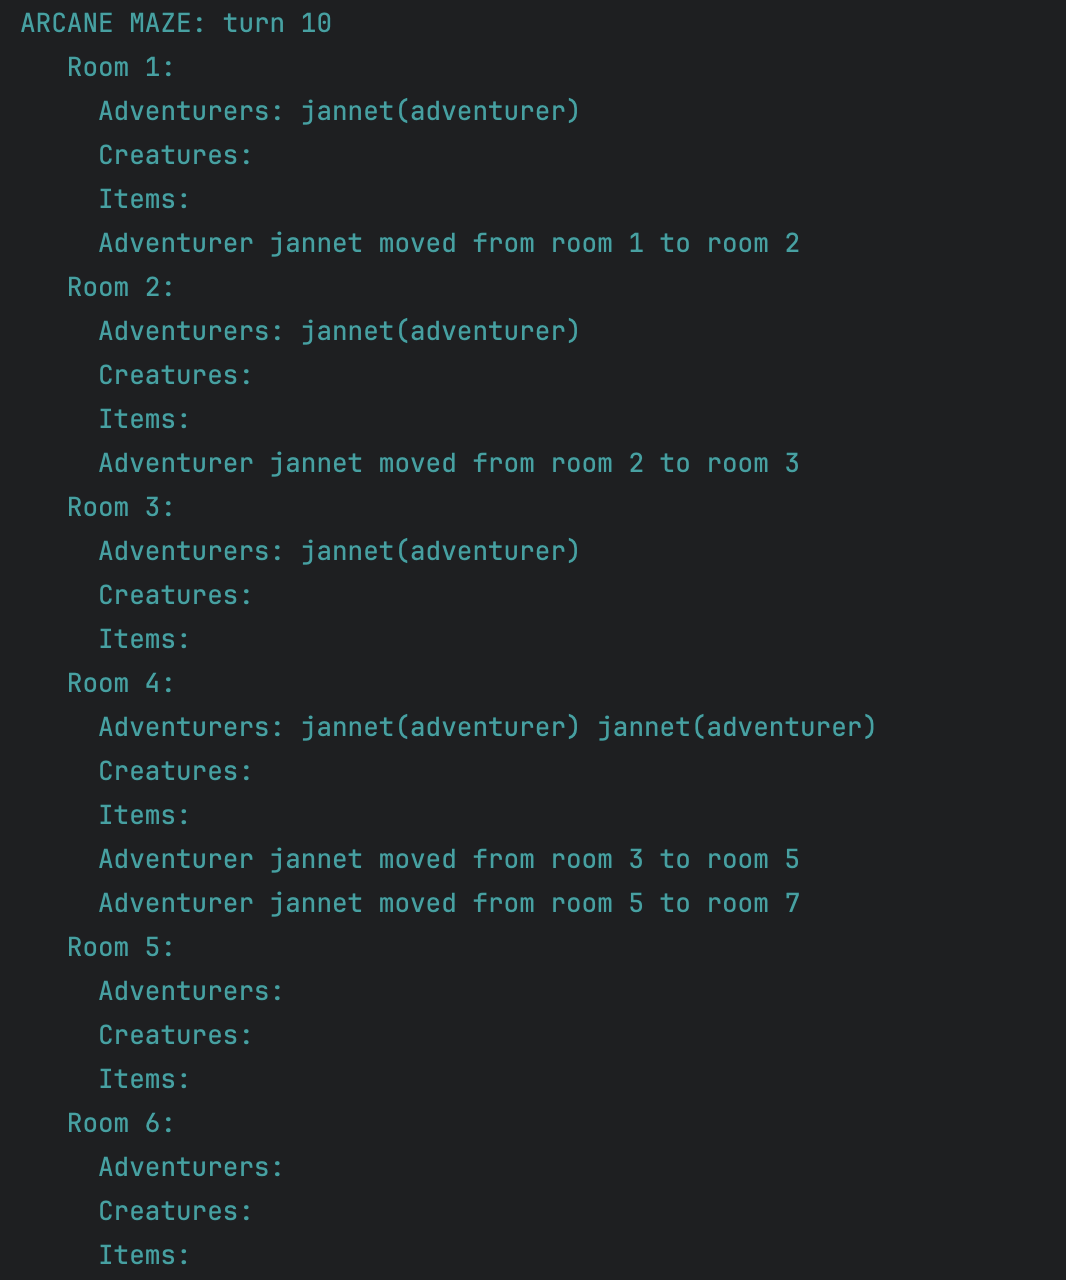 ARCANE MAZE: turn 10
Room 1:
Adventurers: jannet(adventurer)
Creatures:
Items:
Adventurer jannet moved from room 1 to room 2
Room 2:
Adventurers: jannet(adventurer)
Creatures:
Items:
Adventurer jannet moved from room 2 to room 3
Room 3:
Adventurers: jannet(adventurer)
Creatures:
Items:
Room 4:
Adventurers: jannet(adventurer) jannet(adventurer)
Creatures:
Items:
Adventurer jannet moved from room 3 to room 5
Adventurer jannet moved from room 5 to room 7
Room 5:
Adventurers:
Creatures:
Items:
Room 6:
Adventurers:
Creatures:
Items: